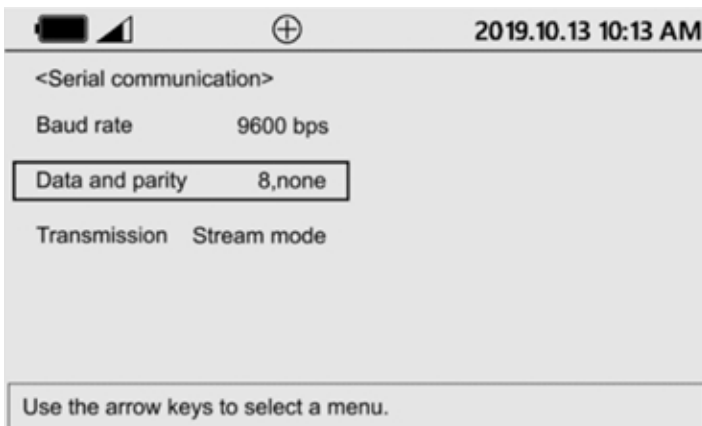 2019.10.13 10:13 AM
<Serial communication>
Baud rate 9600 bps
Data and parity 8,none
Transmission Stream mode
Use the arrow keys to select a menu.